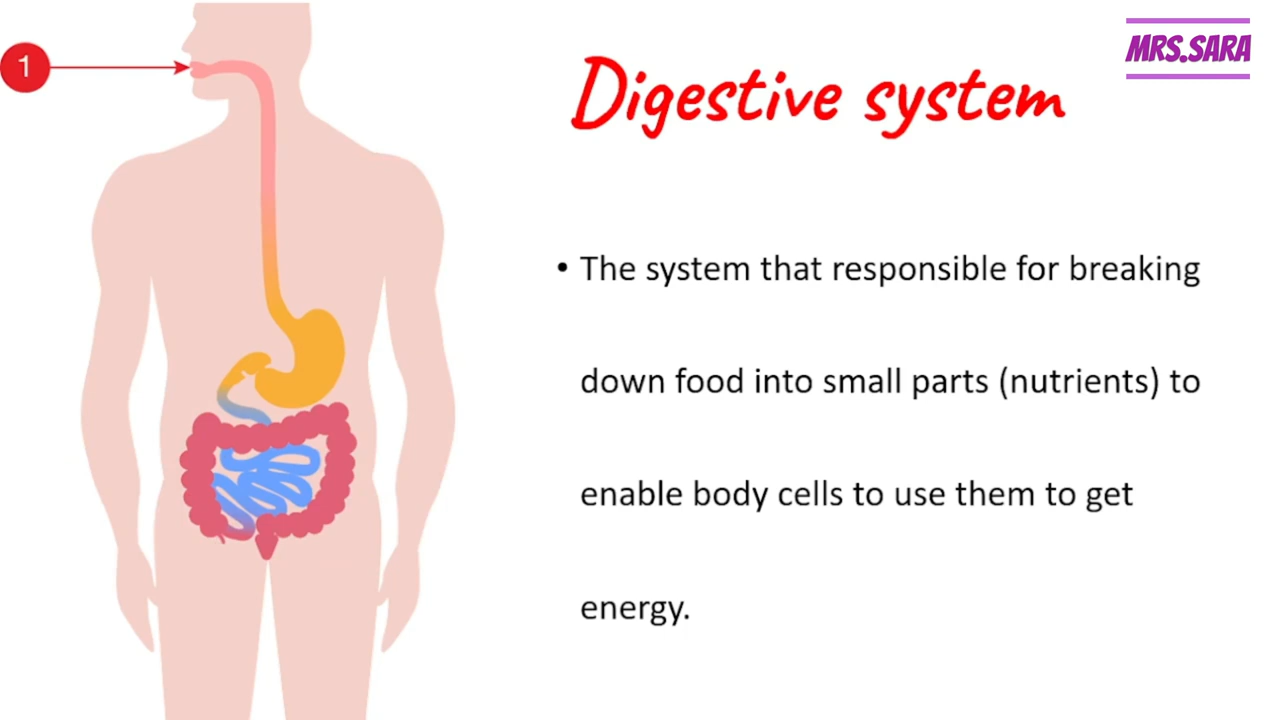 1
MRS.SARA
Digestive system
• The system that responsible for breaking
down food into small parts (nutrients) to
enable body cells to use them to get
energy.